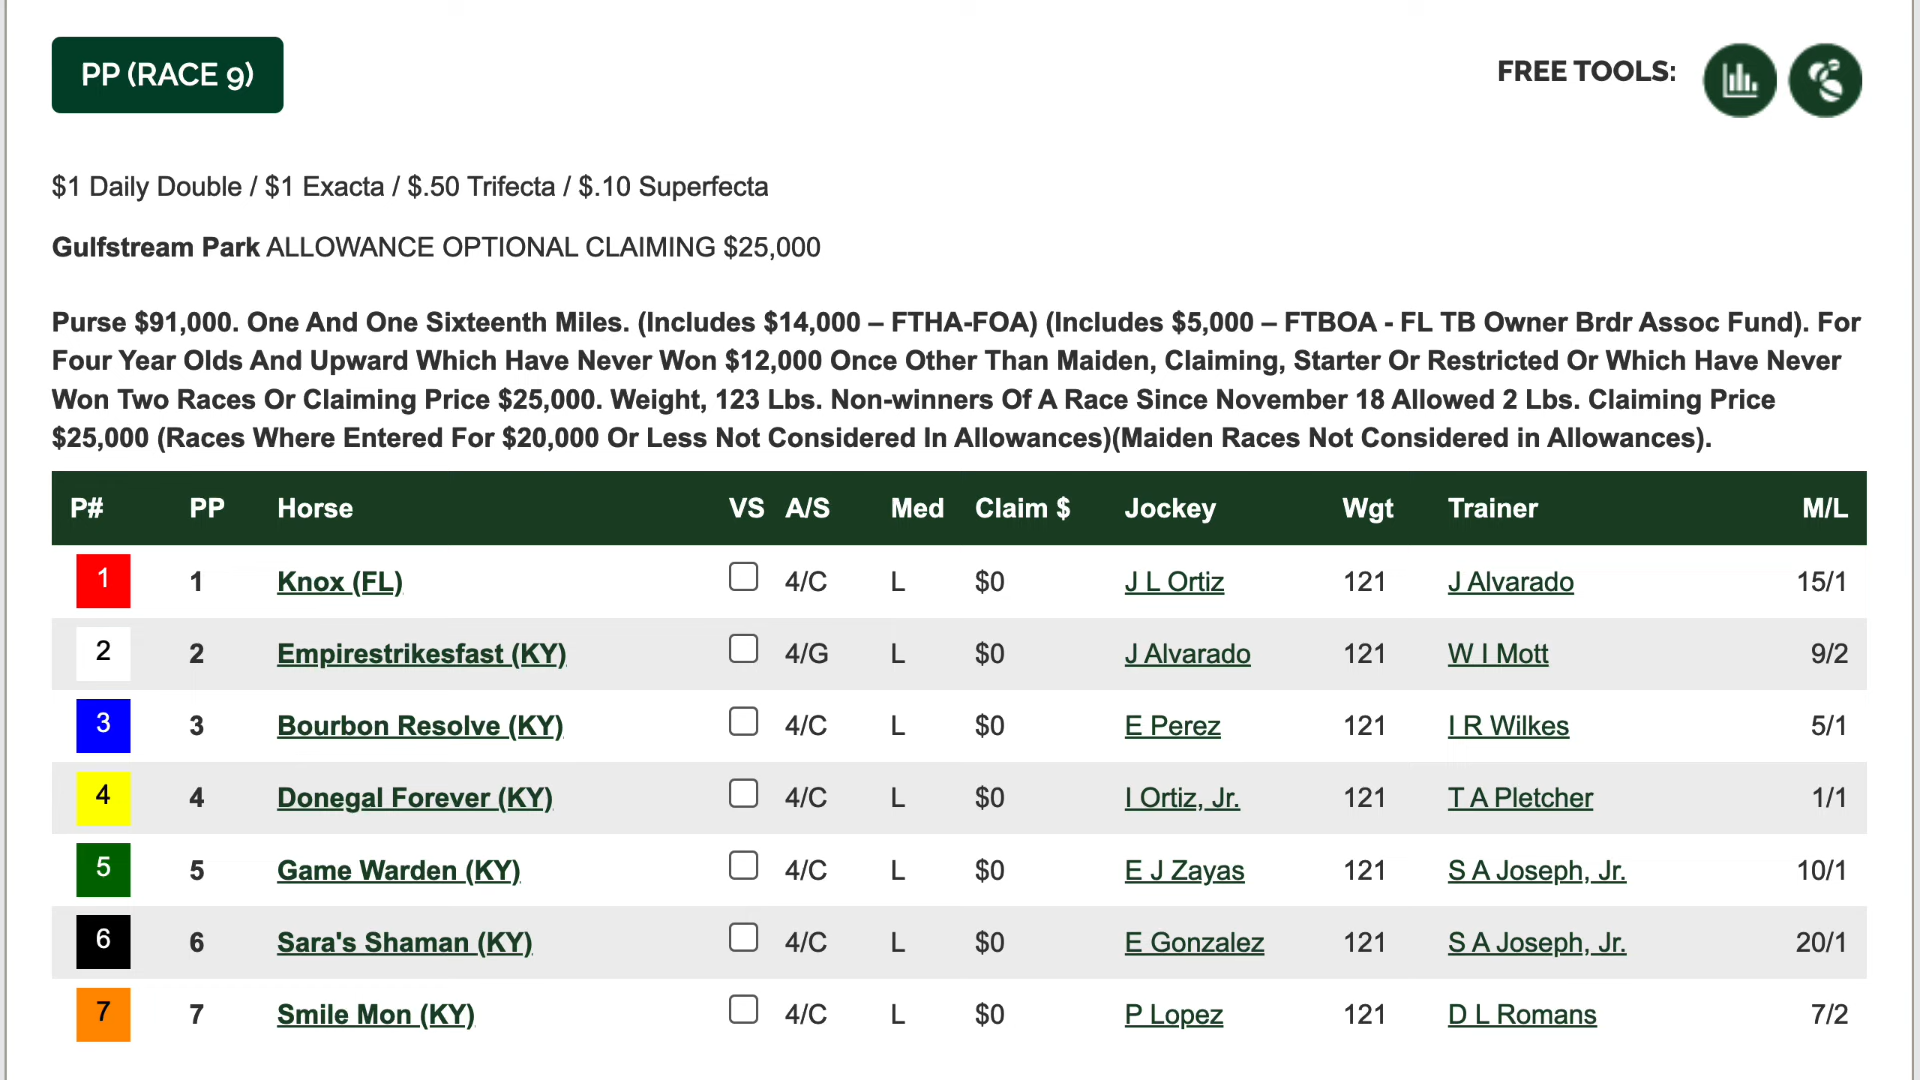 PP (RACE 9)
FREE TOOLS:
$1 Daily Double / $1 Exacta / $.50 Trifecta / $.10 Superfecta
Gulfstream Park ALLOWANCE OPTIONAL CLAIMING $25,000
Purse $91,000. One And One Sixteenth Miles. (Includes $14,000 – FTHA-FOA) (Includes $5,000 – FTBOA - FL TB Owner Brdr Assoc Fund). For
Four Year Olds And Upward Which Have Never Won $12,000 Once Other Than Maiden, Claiming, Starter Or Restricted Or Which Have Never
Won Two Races Or Claiming Price $25,000. Weight, 123 Lbs. Non-winners Of A Race Since November 18 Allowed 2 Lbs. Claiming Price
$25,000 (Races Where Entered For $20,000 Or Less Not Considered In Allowances)(Maiden Races Not Considered in Allowances).
P# PP Horse VS A/S Med Claim $ Jockey Wgt Trainer M/L
1 1 Knox (FL) 4/C L $0 J L Ortiz 121 J Alvarado 15/1
2 2 Empirestrikesfast (KY) 4/G L $0 J Alvarado 121 W I Mott 9/2
3 3 Bourbon Resolve (KY) 4/C L $0 E Perez 121 I R Wilkes 5/1
4 4 Donegal Forever (KY) 4/C L $0 I Ortiz, Jr. 121 T A Pletcher 1/1
5 5 Game Warden (KY) 4/C L $0 E J Zayas 121 S A Joseph, Jr. 10/1
6 6 Sara's Shaman (KY) 4/C L $0 E Gonzalez 121 S A Joseph, Jr. 20/1
7 7 Smile Mon (KY) 4/C L $0 P Lopez 121 D L Romans 7/2